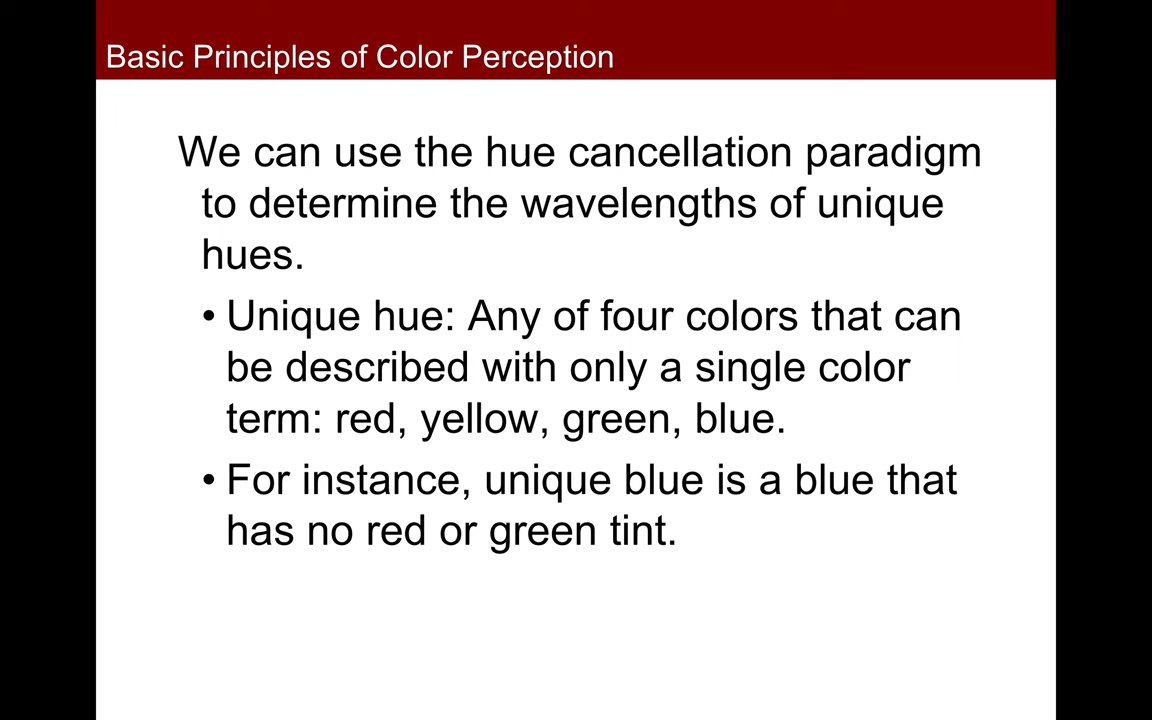 Basic Principles of Color Perception
We can use the hue cancellation paradigm
to determine the wavelengths of unique
hues.
• Unique hue: Any of four colors that can
be described with only a single color
term: red, yellow, green, blue.
• For instance, unique blue is a blue that
has no red or green tint.